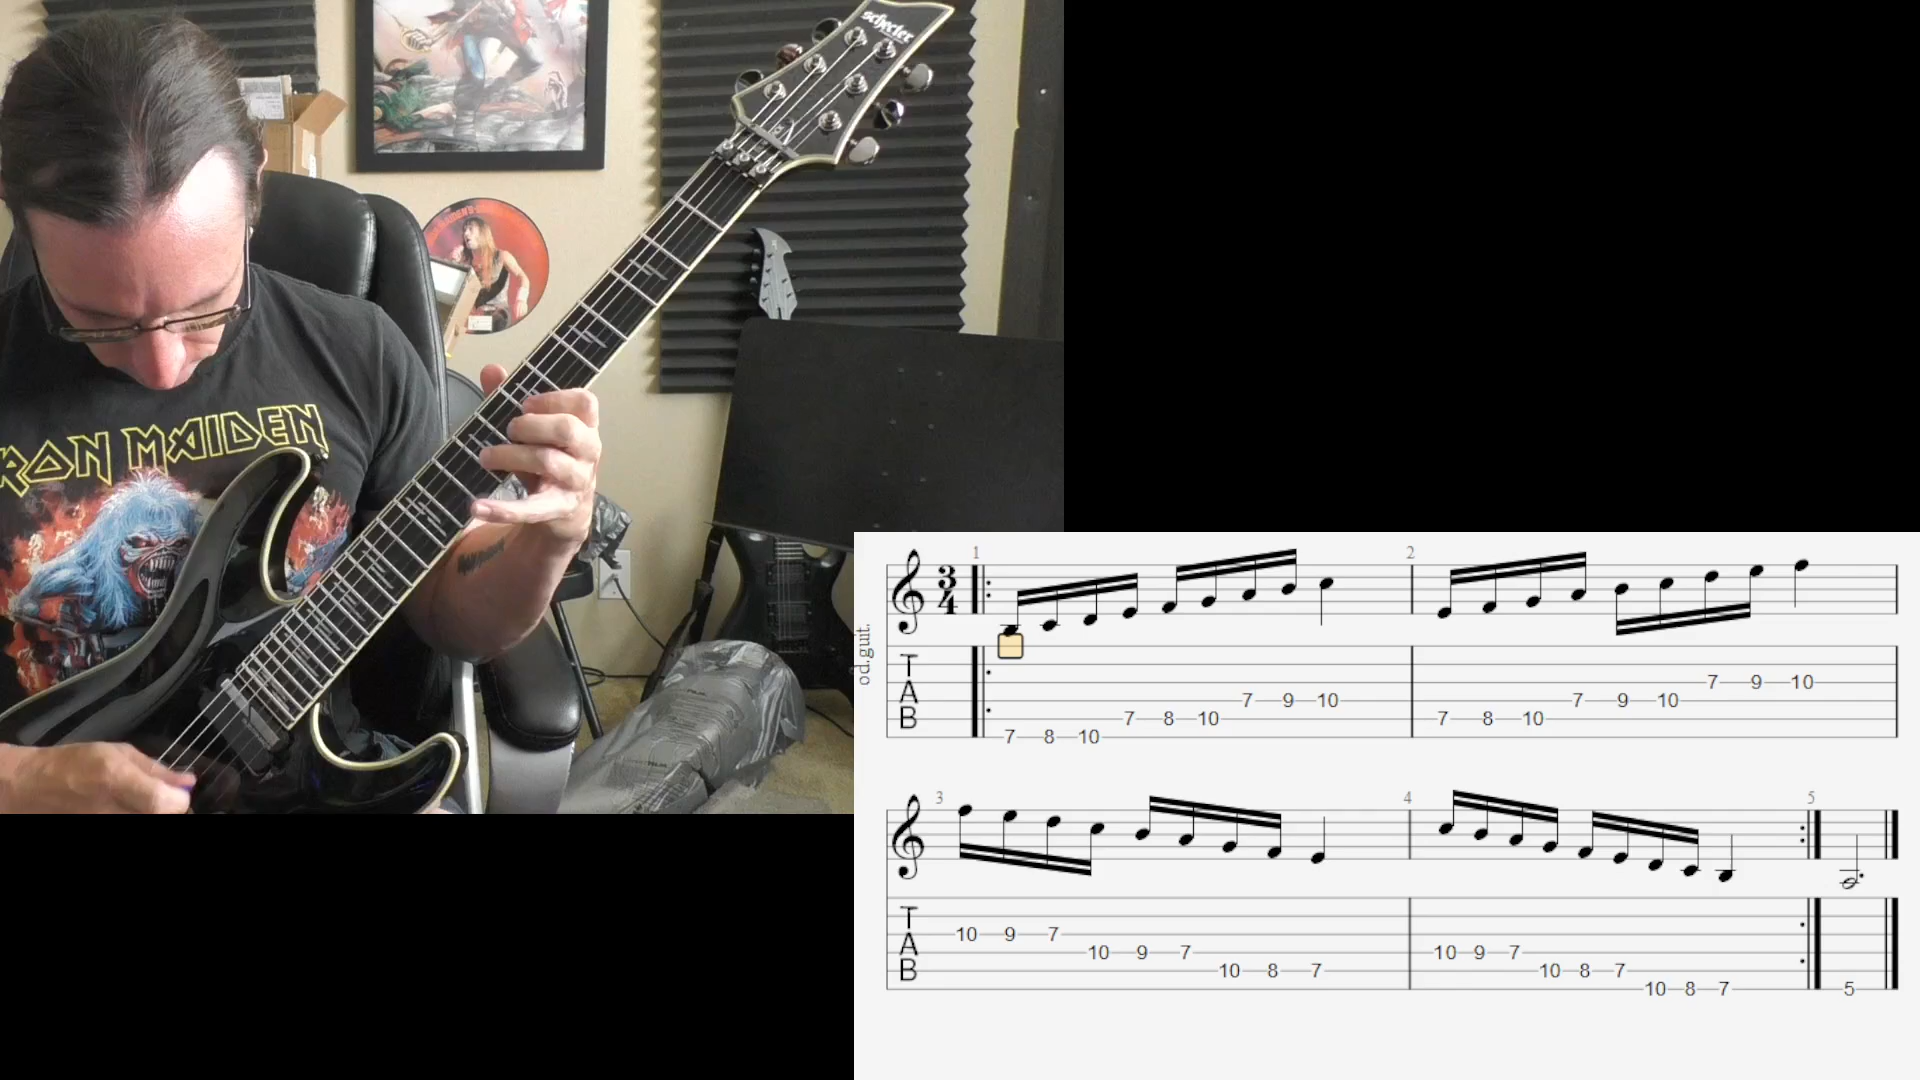 schecter
IRON MAIDEN
od.guit.
1
2
3
4
T
A
B
7 8 10 7 8 10 7 9 10
7 8 10 7 9 10 7 9 10
3
4
5
T
A
B
10 9 7 10 9 7 10 8 7
10 9 7 10 8 7 10 8 7
5